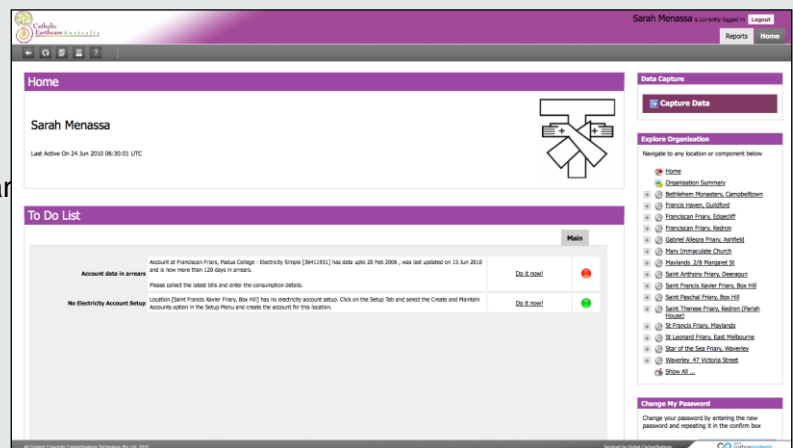 Catholic
Earthcare Australia
Sarah Menassa is currently logged in Logout
Reports Home
?
Home
Sarah Menassa
Last Active On 24 Jun 2010 06:30:01 UTC
To Do List
Main
Account data in arrears
Account at Franciscan Friars, Padua College : Electricity Simple [36411931] has data upto 20 Feb 2006 , was last updated on 15 Jun 2010
and is now more than 120 days in arrears.
Please collect the latest bills and enter the consumption details.
Do it now!
No Electricity Account Setup
Location [Saint Francis Xavier Friary, Box Hill] has no electricity account setup. Click on the Setup Tab and select the Create and Maintain
Accounts option in the Setup Menu and create the account for this location.
Do it now!
Data Capture
Capture Data
Explore Organisation
Navigate to any location or component below
Home
Organisation Summary
Bethlehem Monastery, Campbelltown
Francis Haven, Guildford
Franciscan Friary, Edgecliff
Franciscan Friary, Kedron
Gabriel Allegra Friary, Ashfield
Mary Immaculate Church
Maylands, 2/8 Margaret St
Saint Anthony Friary, Deeragun
Saint Francis Xavier Friary, Box Hill
Saint Paschal Friary, Box Hill
Saint Therese Friary, Kedron (Parish
House)
St Francis Friary, Maylands
St Leonard Friary, East Melbourne
Star of the Sea Friary, Waverley
Waverley, 47 Victoria Street
Show All ...
Change My Password
Change your password by entering the new
password and repeating it in the confirm box